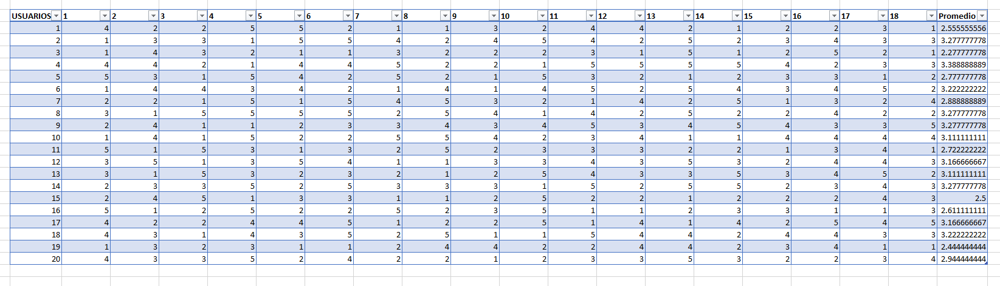 USUARIOS 1 2 3 4 5 6 7 8 9 10 11 12 13 14 15 16 17 18 Promedio
1 4 2 2 5 5 2 1 1 3 2 4 4 2 1 2 2 3 1 2.555555556
2 1 3 3 1 5 5 4 2 4 5 4 2 5 2 3 4 3 3 3.277777778
3 1 4 3 2 1 1 3 2 2 2 3 1 5 1 2 5 2 1 2.277777778
4 4 4 2 1 4 4 5 2 2 1 5 5 5 5 4 2 3 3 3.388888889
5 5 3 1 5 4 2 5 2 1 5 3 2 1 2 3 3 1 2 2.777777778
6 1 4 4 3 4 2 1 4 1 4 5 2 5 4 3 4 5 2 3.222222222
7 2 2 1 5 1 5 4 5 3 2 1 4 2 5 1 3 2 4 2.888888889
8 3 1 5 5 5 5 2 5 4 1 4 2 5 2 2 4 2 2 3.277777778
9 2 4 1 1 2 3 3 4 3 4 5 3 4 5 4 3 3 5 3.277777778
10 1 4 1 5 2 2 5 5 4 2 3 4 1 1 4 4 4 4 3.111111111
11 5 1 5 3 1 3 2 5 2 3 3 3 2 2 1 3 4 1 2.722222222
12 3 5 1 3 5 4 1 1 3 3 4 3 5 3 2 4 4 3 3.166666667
13 3 1 5 3 2 3 2 1 2 5 4 3 3 5 3 4 5 2 3.111111111
14 2 3 3 5 2 5 3 3 3 1 5 2 5 5 2 3 4 3 3.277777778
15 2 4 5 1 3 3 1 1 2 5 2 2 1 2 2 2 4 3 2.5
16 5 1 2 5 2 2 5 2 3 5 1 1 2 3 3 1 1 3 2.611111111
17 4 2 2 4 4 5 1 2 2 5 1 4 1 4 2 5 4 5 3.166666667
18 4 3 1 4 3 5 2 5 1 1 5 4 4 2 4 4 3 3 3.222222222
19 1 3 2 3 1 1 2 4 4 2 2 4 4 2 3 4 1 1 2.444444444
20 4 3 3 5 2 4 2 2 1 2 3 3 5 3 2 2 3 4 2.944444444